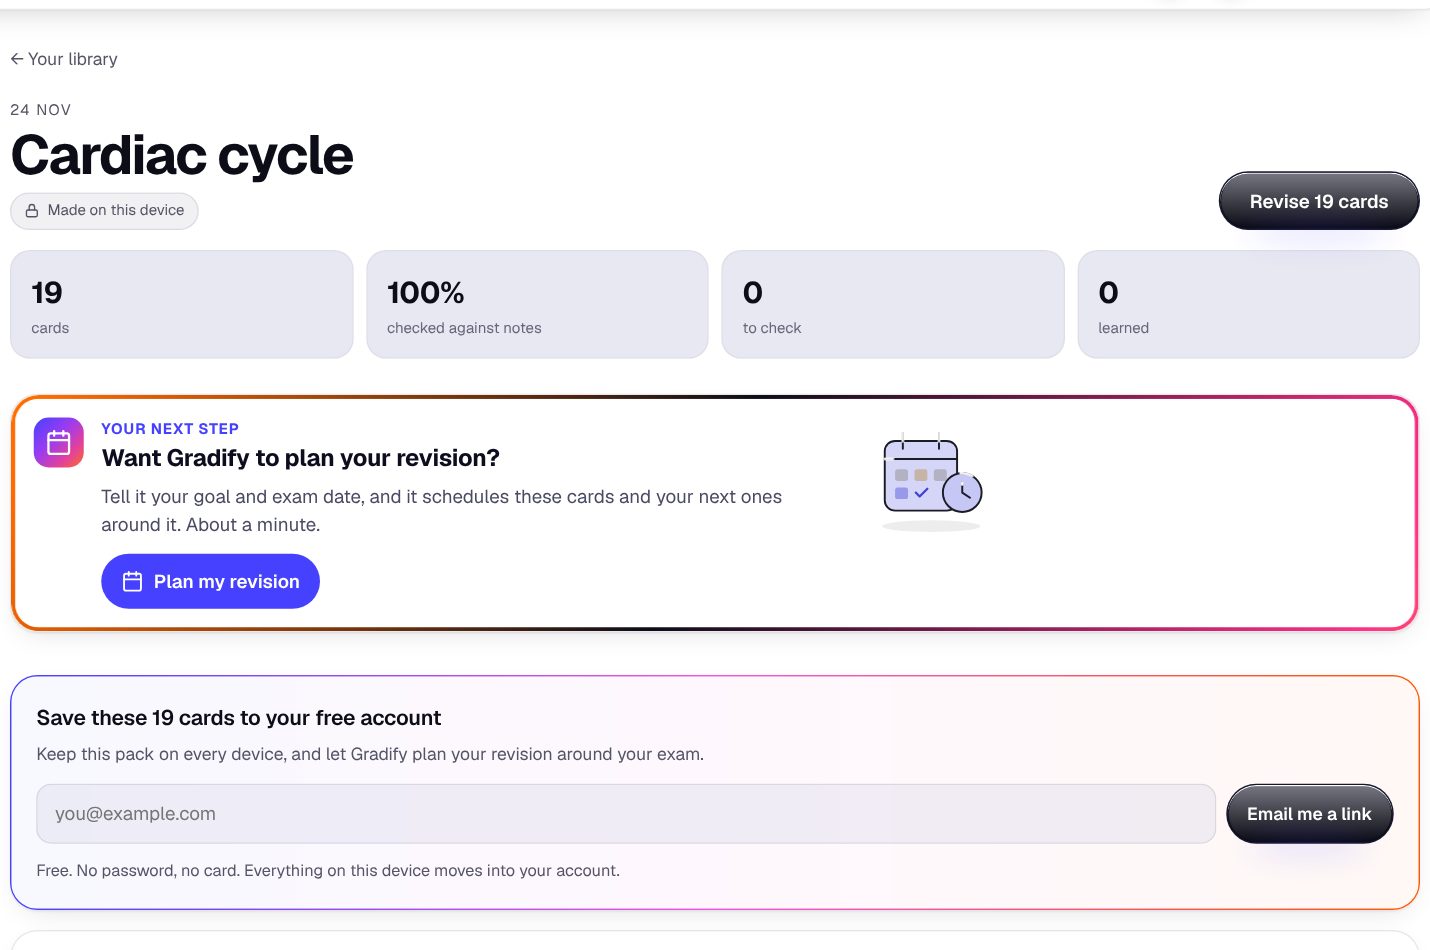 ← Your library
24 NOV
Cardiac cycle
Made on this device
Revise 19 cards
19
cards
100%
checked against notes
0
to check
0
learned
YOUR NEXT STEP
Want Gradify to plan your revision?
Tell it your goal and exam date, and it schedules these cards and your next ones
around it. About a minute.
Plan my revision
Save these 19 cards to your free account
Keep this pack on every device, and let Gradify plan your revision around your exam.
you@example.com
Email me a link
Free. No password, no card. Everything on this device moves into your account.